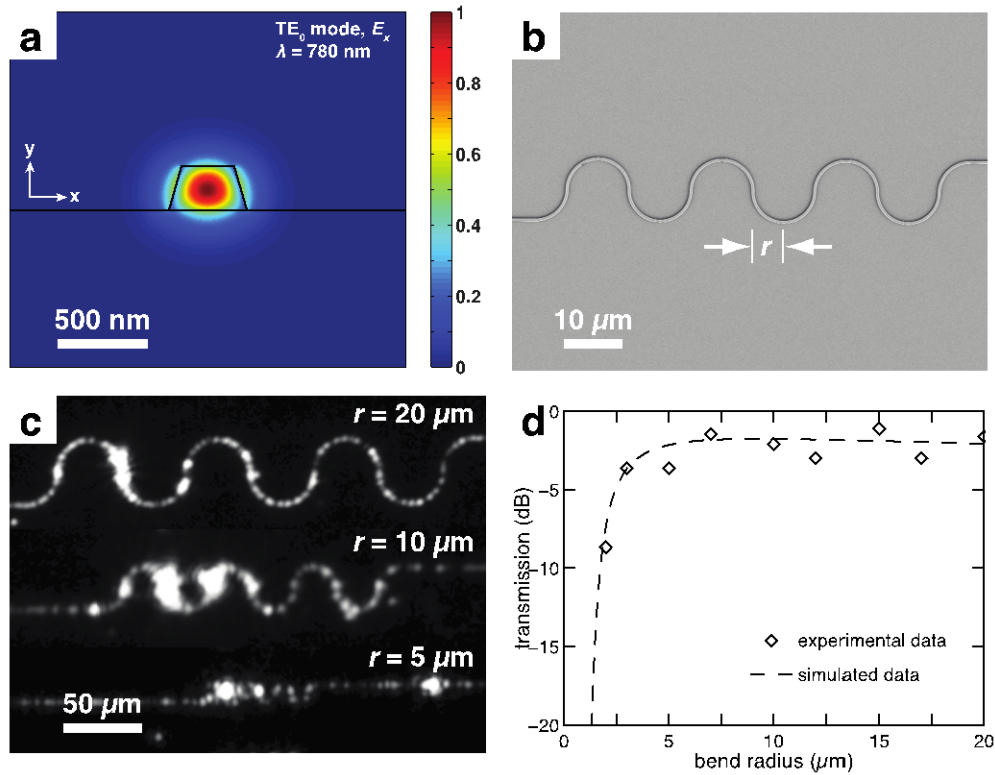 a
TE₀ mode, Eₓ
λ = 780 nm
y
x
500 nm
1
0.8
0.6
0.4
0.2
0
b
r
10 μm
c
r = 20 μm
r = 10 μm
r = 5 μm
50 μm
d
transmission (dB)
0
−5
−10
−15
−20
experimental data
simulated data
0 5 10 15 20
bend radius (μm)